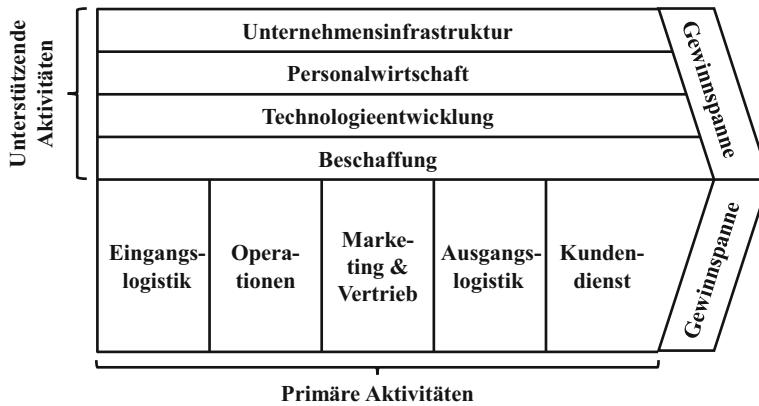 Unterstützende
Aktivitäten
Unternehmensinfrastruktur
Personalwirtschaft
Technologieentwicklung
Beschaffung
Gewinnspanne
Eingangs-
logistik
Opera-
tionen
Marke-
ting &
Vertrieb
Ausgangs-
logistik
Kunden-
dienst
Gewinnspanne
Primäre Aktivitäten